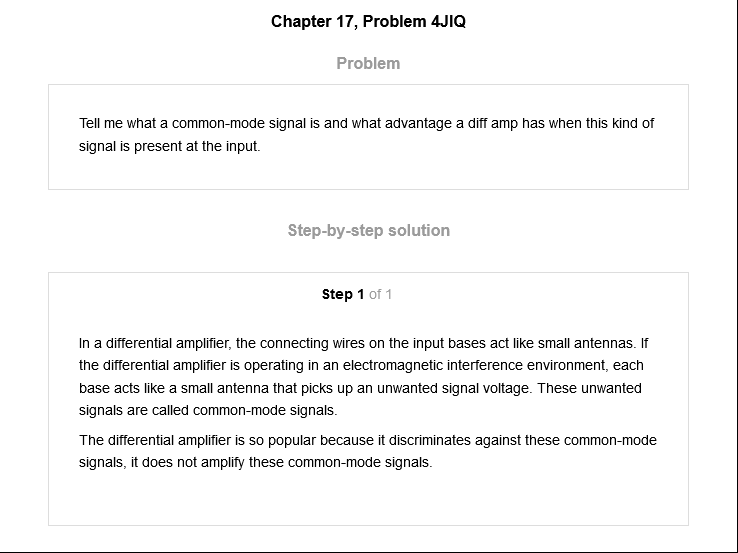 Chapter 17, Problem 4JIQ
Problem
Tell me what a common-mode signal is and what advantage a diff amp has when this kind of
signal is present at the input.
Step-by-step solution
Step 1 of 1
In a differential amplifier, the connecting wires on the input bases act like small antennas. If
the differential amplifier is operating in an electromagnetic interference environment, each
base acts like a small antenna that picks up an unwanted signal voltage. These unwanted
signals are called common-mode signals.
The differential amplifier is so popular because it discriminates against these common-mode
signals, it does not amplify these common-mode signals.